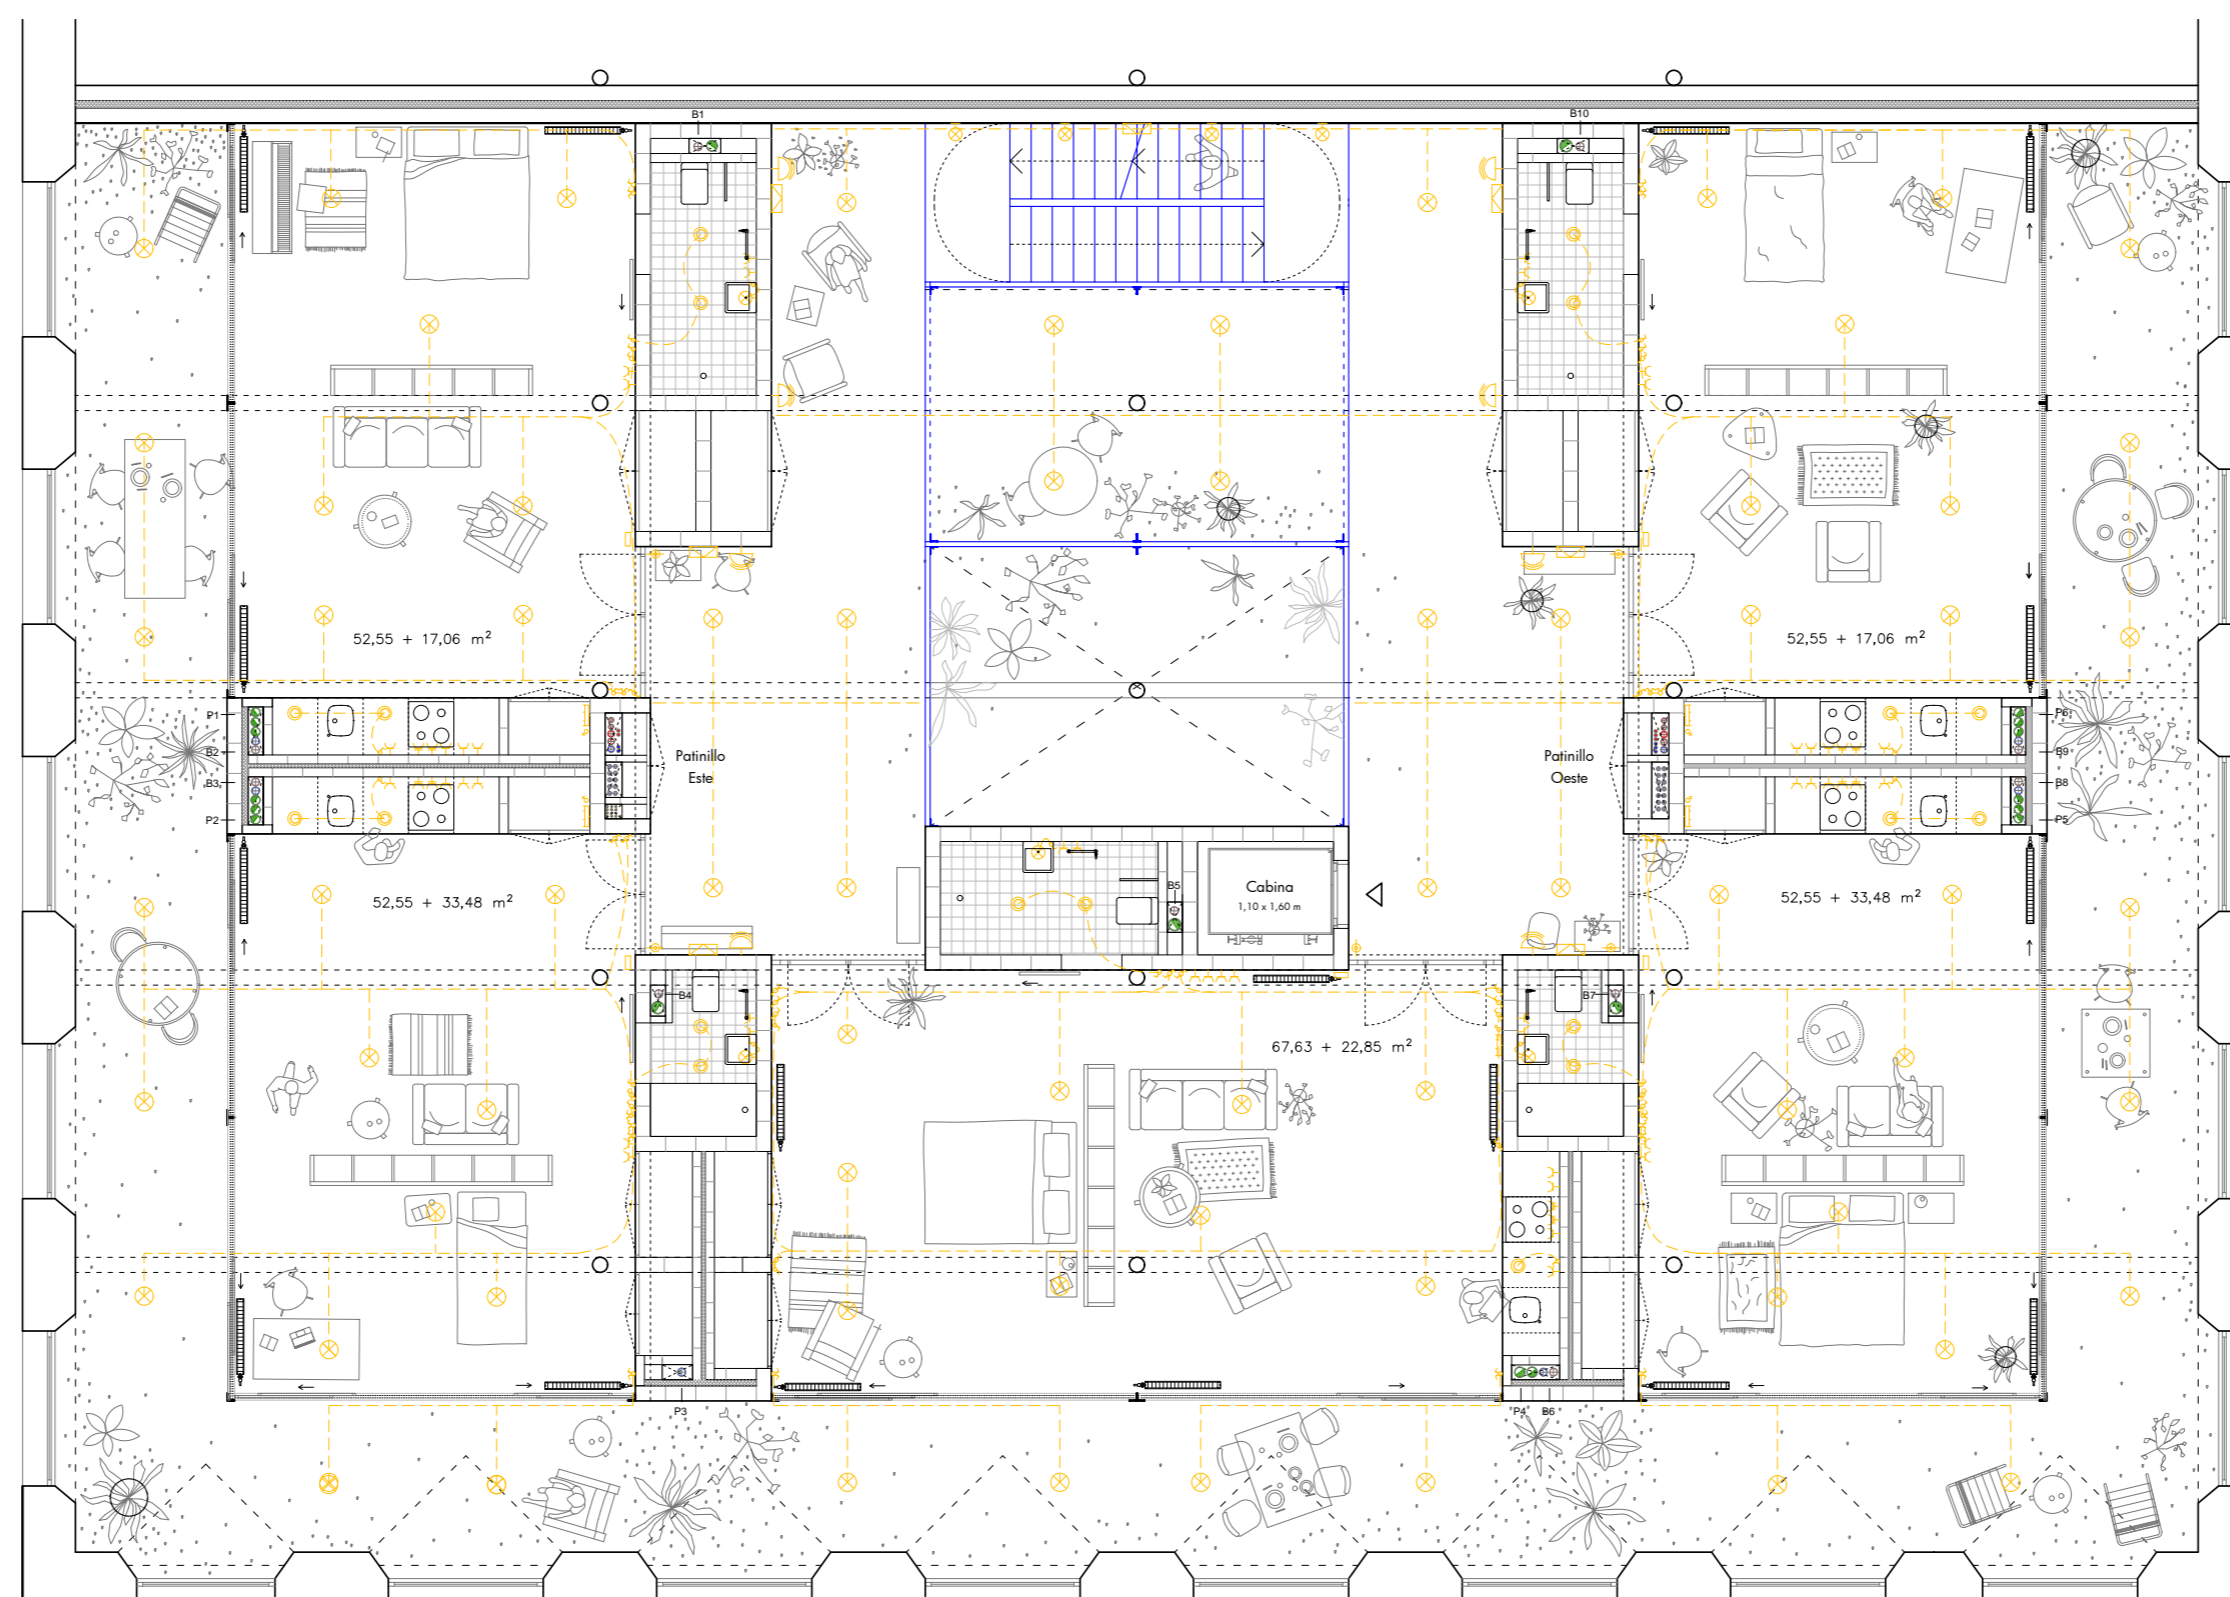 B1
B10
52,55 + 17,06 m²
52,55 + 17,06 m²
P1
B2
B3
P2
Patinillo
Este
Patinillo
Oeste
P6
B9
B8
P5
52,55 + 33,48 m²
B5
Cabina
1,10 x 1,60 m
52,55 + 33,48 m²
B4
B7
67,63 + 22,85 m²
P3
P4
B6